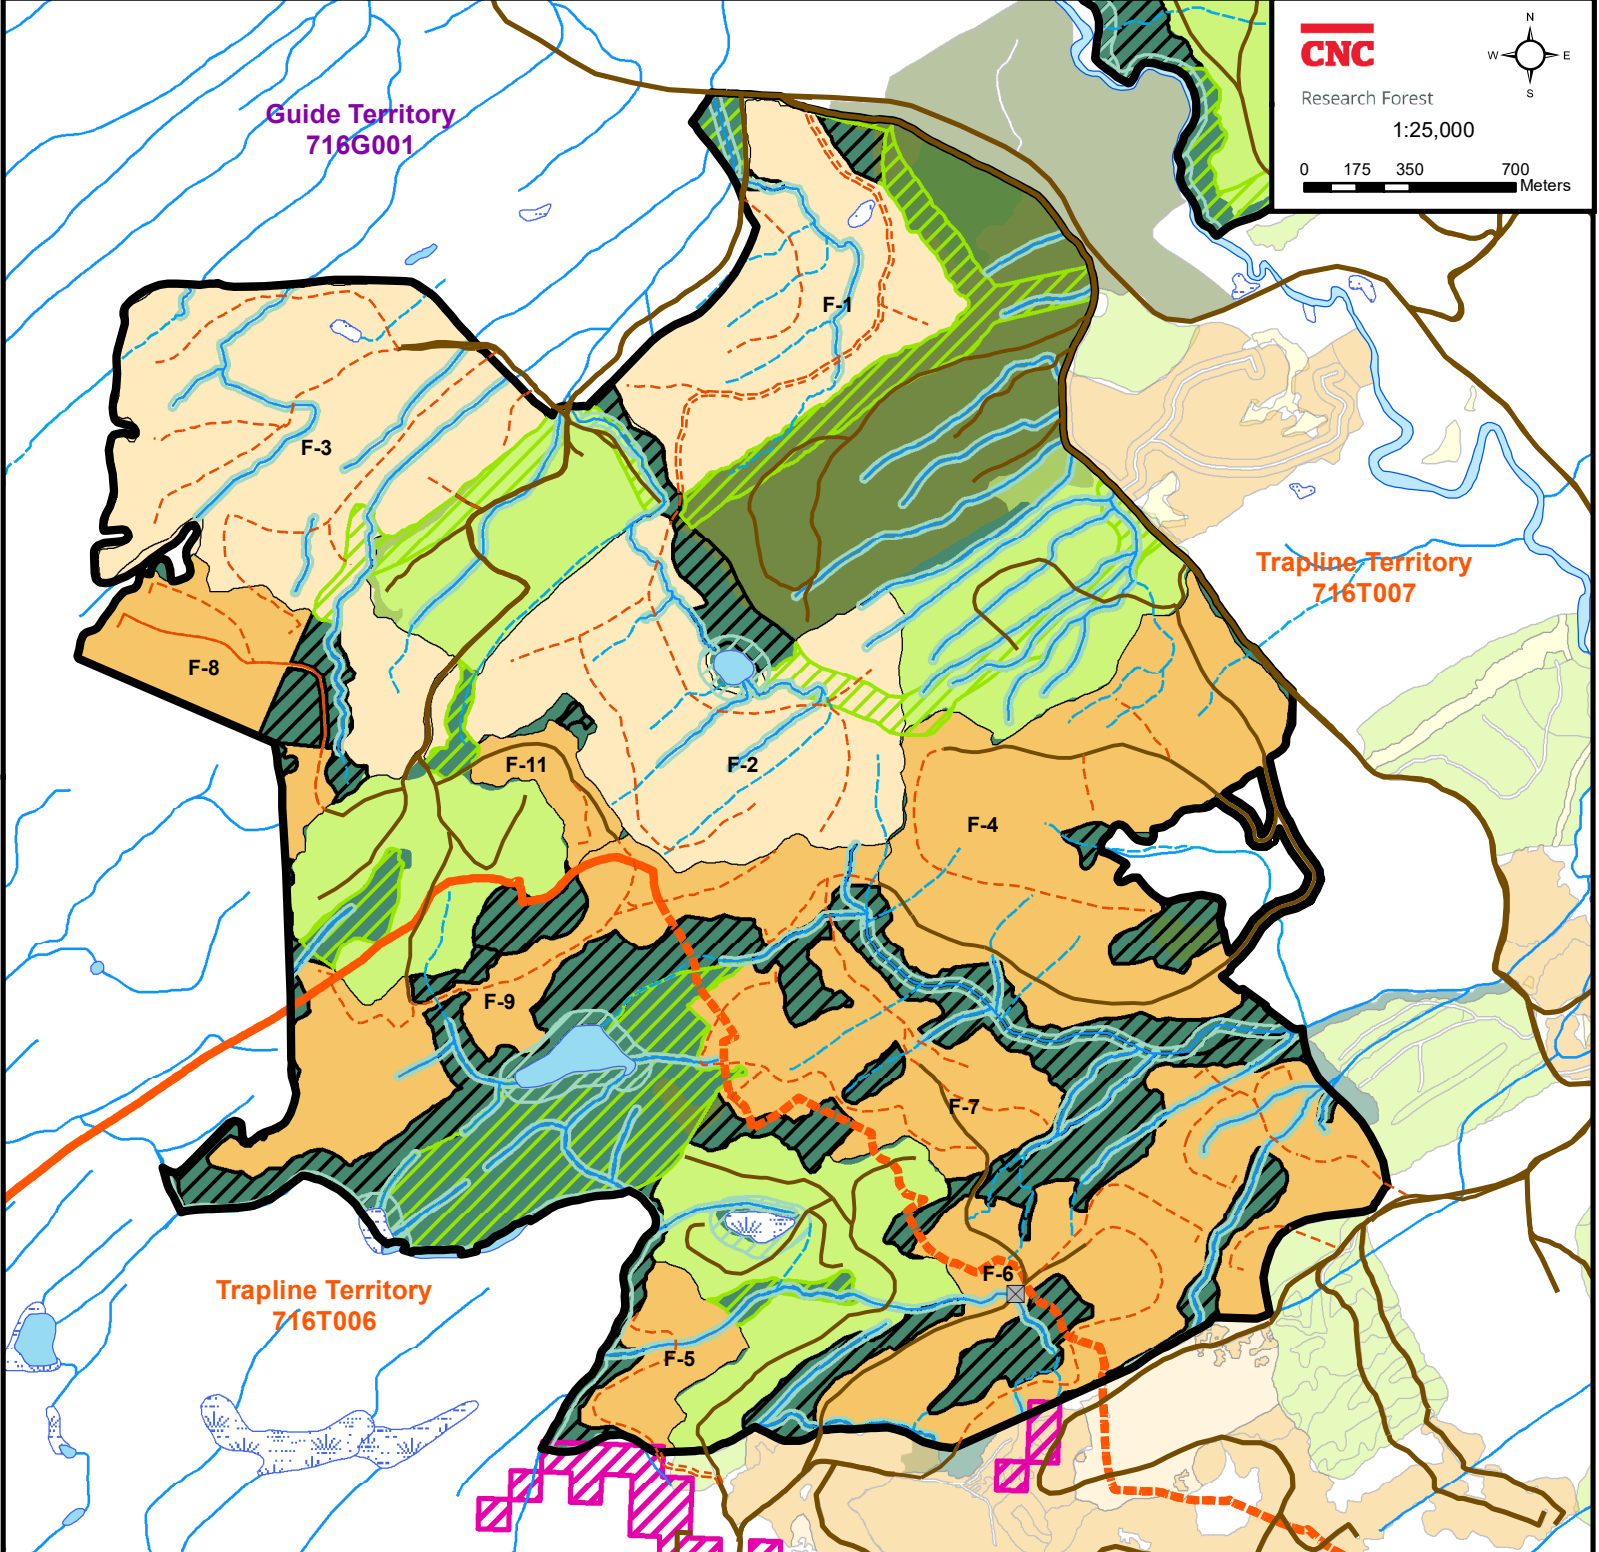 CNC
Research Forest
1:25,000
0 175 350 700
Meters
N
W E
S
Guide Territory
716G001
F-1
F-3
Trapline Territory
716T007
F-8
F-11
F-2
F-4
F-9
F-7
F-6
Trapline Territory
716T006
F-5